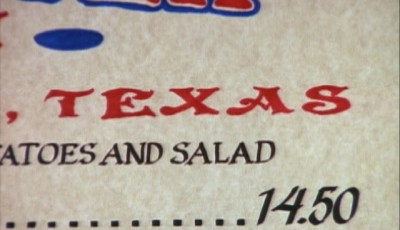 , TEXAS
ATOES AND SALAD
........... 14.50